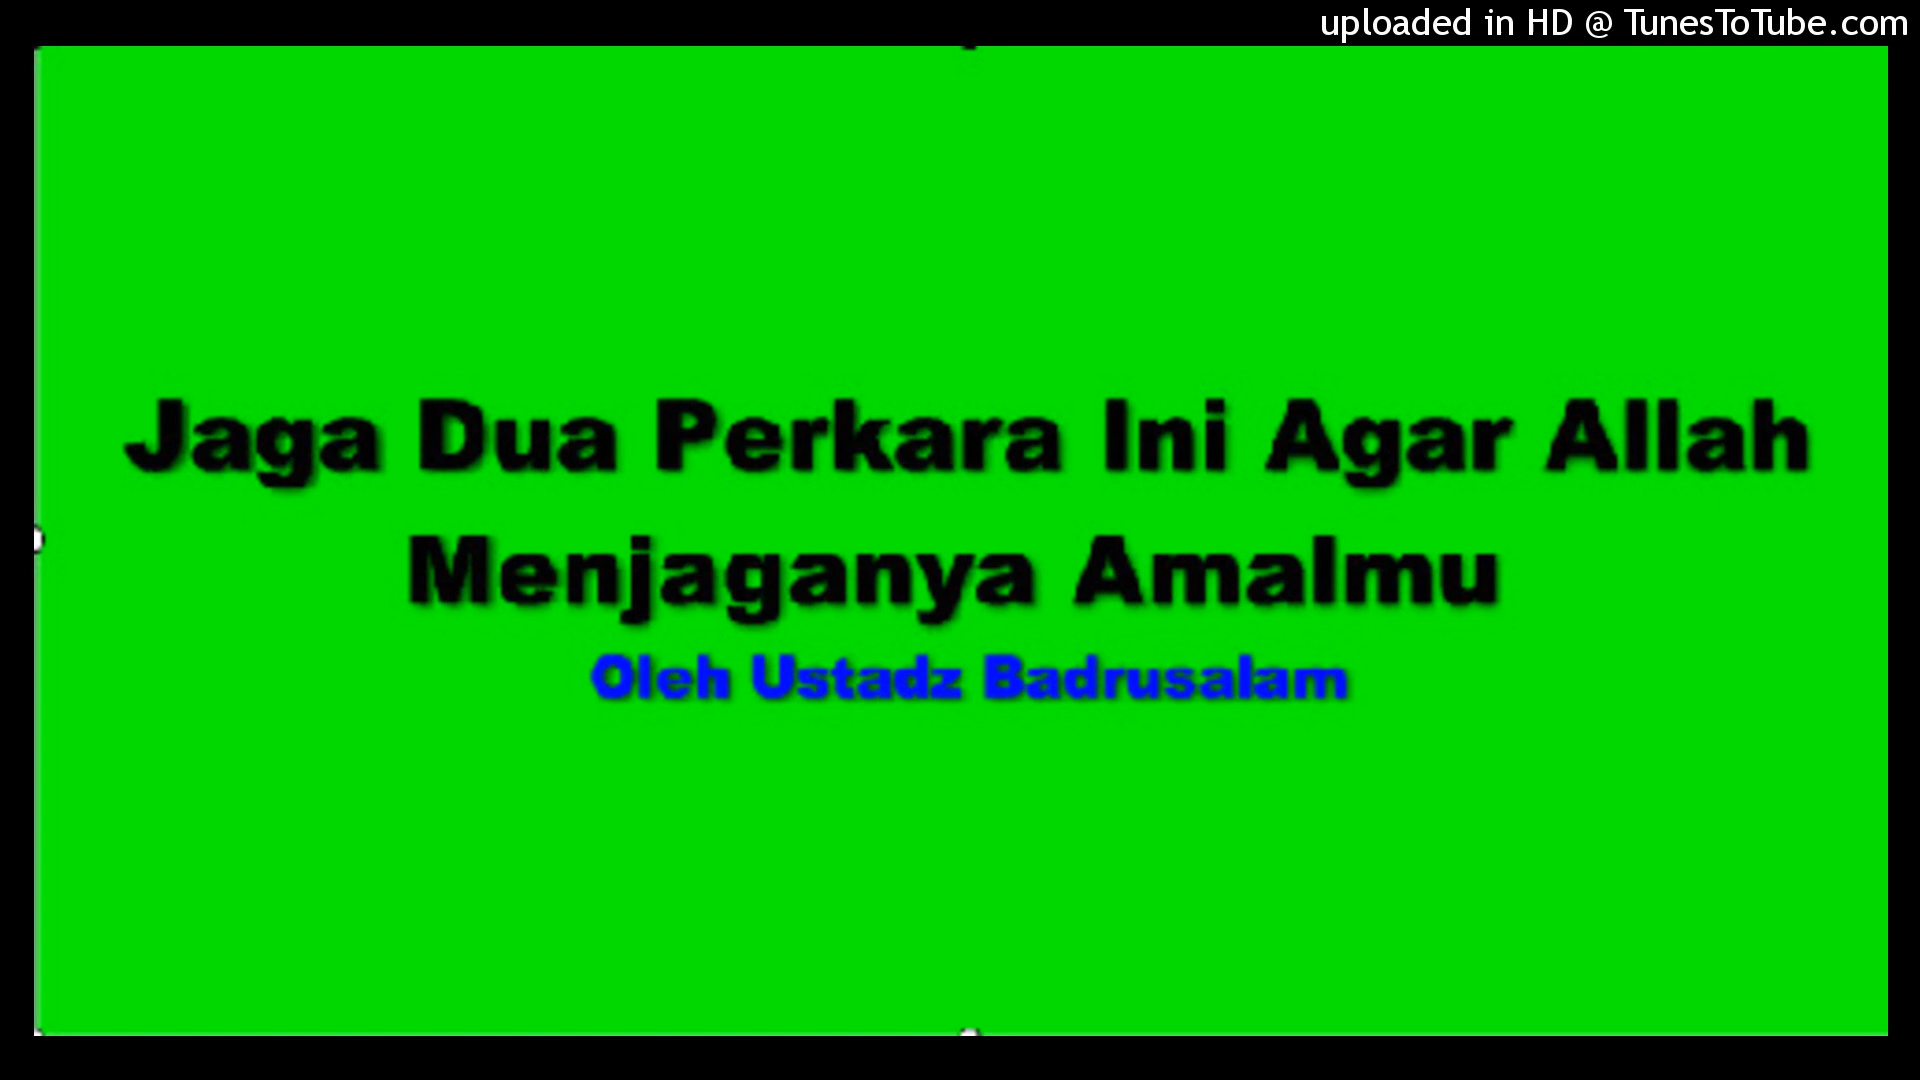 uploaded in HD @ TunesToTube.com
Jaga Dua Perkara Ini Agar Allah
Menjaganya Amalmu
Oleh Ustadz Badrusalam